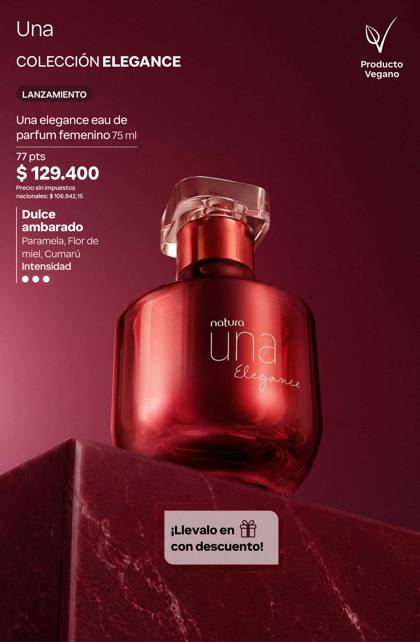 Una
COLECCIÓN ELEGANCE
Producto
Vegano
LANZAMIENTO
Una elegance eau de
parfum femenino 75 ml
77 pts
$ 129.400
Precio sin impuestos
nacionales: $ 106.942,15
Dulce
ambarado
Paramela, Flor de
miel, Cumarú
Intensidad
natura
una
Elegance
¡Llevalo en
con descuento!